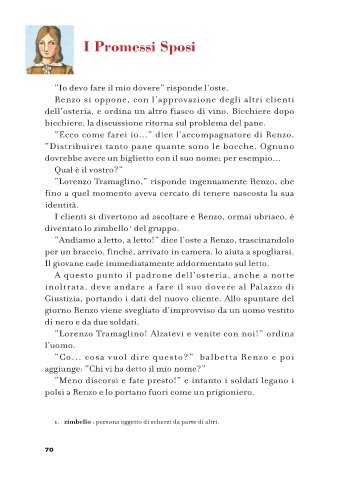 I Promessi Sposi
"Io devo fare il mio dovere" risponde l'oste.
Renzo si oppone, con l'approvazione degli altri clienti
dell'osteria, e ordina un altro fiasco di vino. Bicchiere dopo
bicchiere, la discussione ritorna sul problema del pane.
"Ecco come farei io…" dice l'accompagnatore di Renzo.
"Distribuirei tanto pane quante sono le bocche. Ognuno
dovrebbe avere un biglietto con il suo nome; per esempio…
Qual è il vostro?"
"Lorenzo Tramaglino," risponde ingenuamente Renzo, che
fino a quel momento aveva cercato di tenere nascosta la sua
identità.
I clienti si divertono ad ascoltare e Renzo, ormai ubriaco, è
diventato lo zimbello¹ del gruppo.
"Andiamo a letto, a letto!" dice l'oste a Renzo, trascinandolo
per un braccio, finché, arrivato in camera, lo aiuta a spogliarsi.
Il giovane cade immediatamente addormentato sul letto.
A questo punto il padrone dell'osteria, anche a notte
inoltrata, deve andare a fare il suo dovere al Palazzo di
Giustizia, portando i dati del nuovo cliente. Allo spuntare del
giorno Renzo viene svegliato d'improvviso da un uomo vestito
di nero e da due soldati.
"Lorenzo Tramaglino! Alzatevi e venite con noi!" ordina
l'uomo.
"Co… cosa vuol dire questo?" balbetta Renzo e poi
aggiunge: "Chi vi ha detto il mio nome?"
"Meno discorsi e fate presto!" e intanto i soldati legano i
polsi a Renzo e lo portano fuori come un prigioniero.
1. zimbello : persona oggetto di scherzi da parte di altri.
70